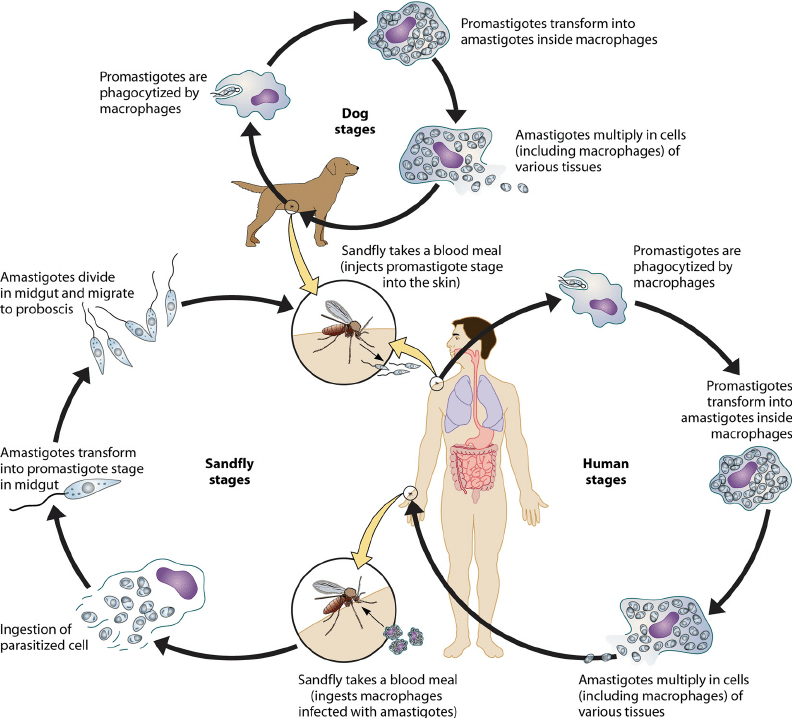 Promastigotes transform into
amastigotes inside macrophages
Promastigotes are
phagocytized by
macrophages
Dog
stages
Amastigotes multiply in cells
(including macrophages) of
various tissues
Sandfly takes a blood meal
(injects promastigote stage
into the skin)
Promastigotes are
phagocytized by
macrophages
Amastigotes divide
in midgut and migrate
to proboscis
Promastigotes
transform into
amastigotes inside
macrophages
Amastigotes transform
into promastigote stage
in midgut
Sandfly
stages
Human
stages
Ingestion of
parasitized cell
Sandfly takes a blood meal
(ingests macrophages
infected with amastigotes)
Amastigotes multiply in cells
(including macrophages) of
various tissues